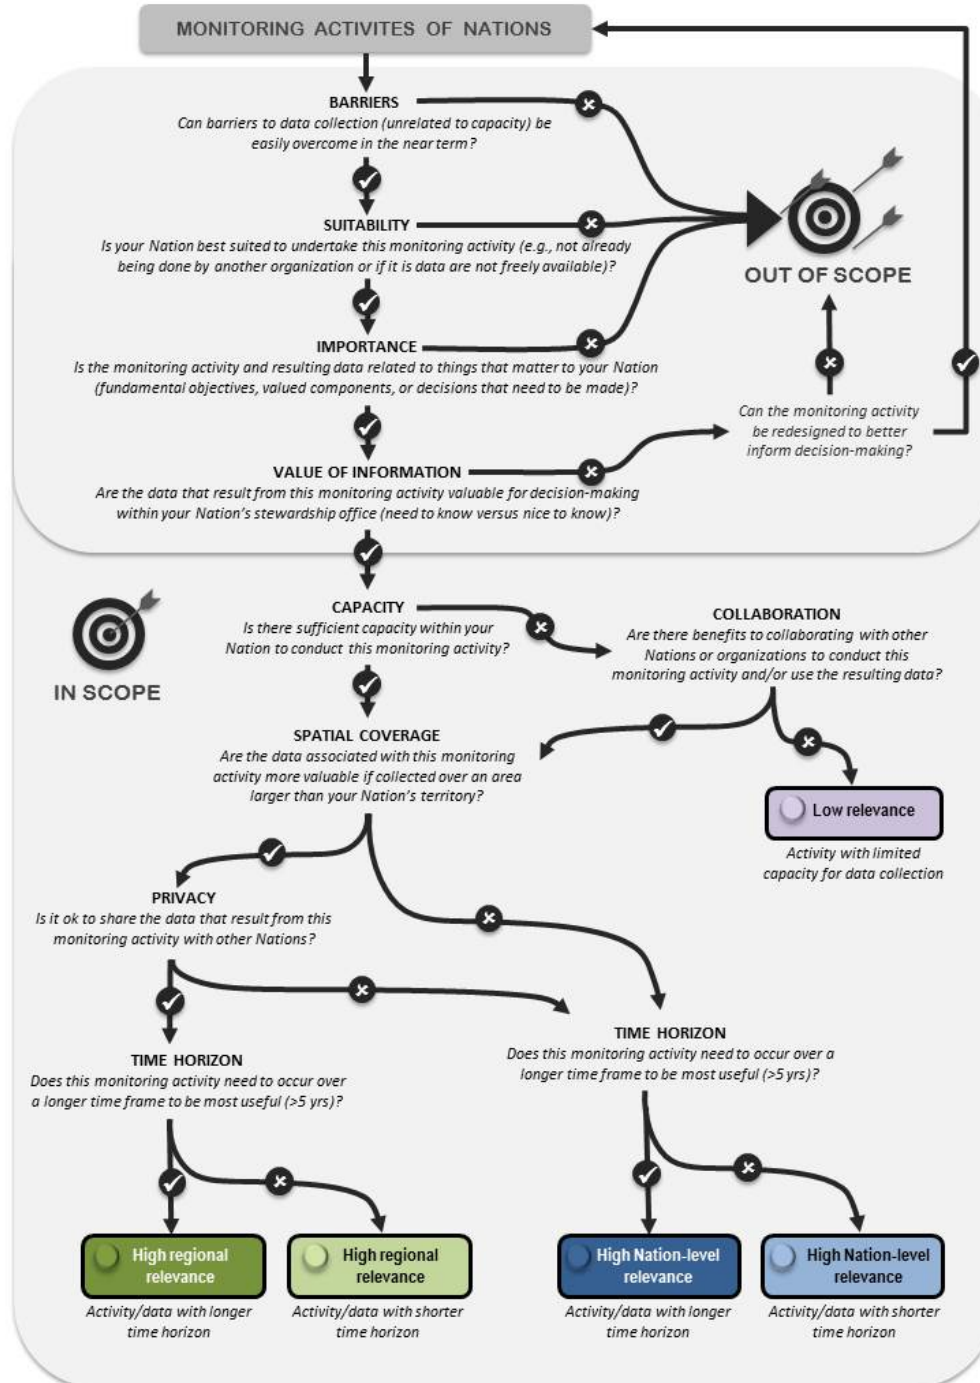 MONITORING ACTIVITES OF NATIONS
BARRIERS
Can barriers to data collection (unrelated to capacity) be
easily overcome in the near term?
SUITABILITY
Is your Nation best suited to undertake this monitoring activity (e.g., not already
being done by another organization or if it is data are not freely available)?
OUT OF SCOPE
IMPORTANCE
Is the monitoring activity and resulting data related to things that matter to your Nation
(fundamental objectives, valued components, or decisions that need to be made)?
Can the monitoring activity
be redesigned to better
inform decision-making?
VALUE OF INFORMATION
Are the data that result from this monitoring activity valuable for decision-making
within your Nation's stewardship office (need to know versus nice to know)?
IN SCOPE
CAPACITY
Is there sufficient capacity within your
Nation to conduct this monitoring activity?
COLLABORATION
Are there benefits to collaborating with other
Nations or organizations to conduct this
monitoring activity and/or use the resulting data?
SPATIAL COVERAGE
Are the data associated with this monitoring
activity more valuable if collected over an area
larger than your Nation's territory?
Low relevance
Activity with limited
capacity for data collection
PRIVACY
Is it ok to share the data that result from this
monitoring activity with other Nations?
TIME HORIZON
Does this monitoring activity need to occur over
a longer time frame to be most useful (>5 yrs)?
TIME HORIZON
Does this monitoring activity need to occur over a
longer time frame to be most useful (>5 yrs)?
High regional
relevance
Activity/data with longer
time horizon
High regional
relevance
Activity/data with shorter
time horizon
High Nation-level
relevance
Activity/data with longer
time horizon
High Nation-level
relevance
Activity/data with shorter
time horizon